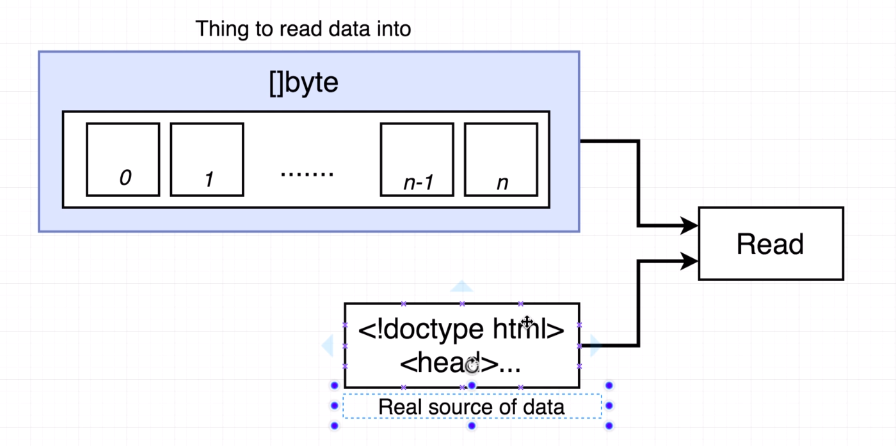 Thing to read data into
[]byte
0 1 ....... n-1 n
Read
<!doctype html>
<head>...
Real source of data